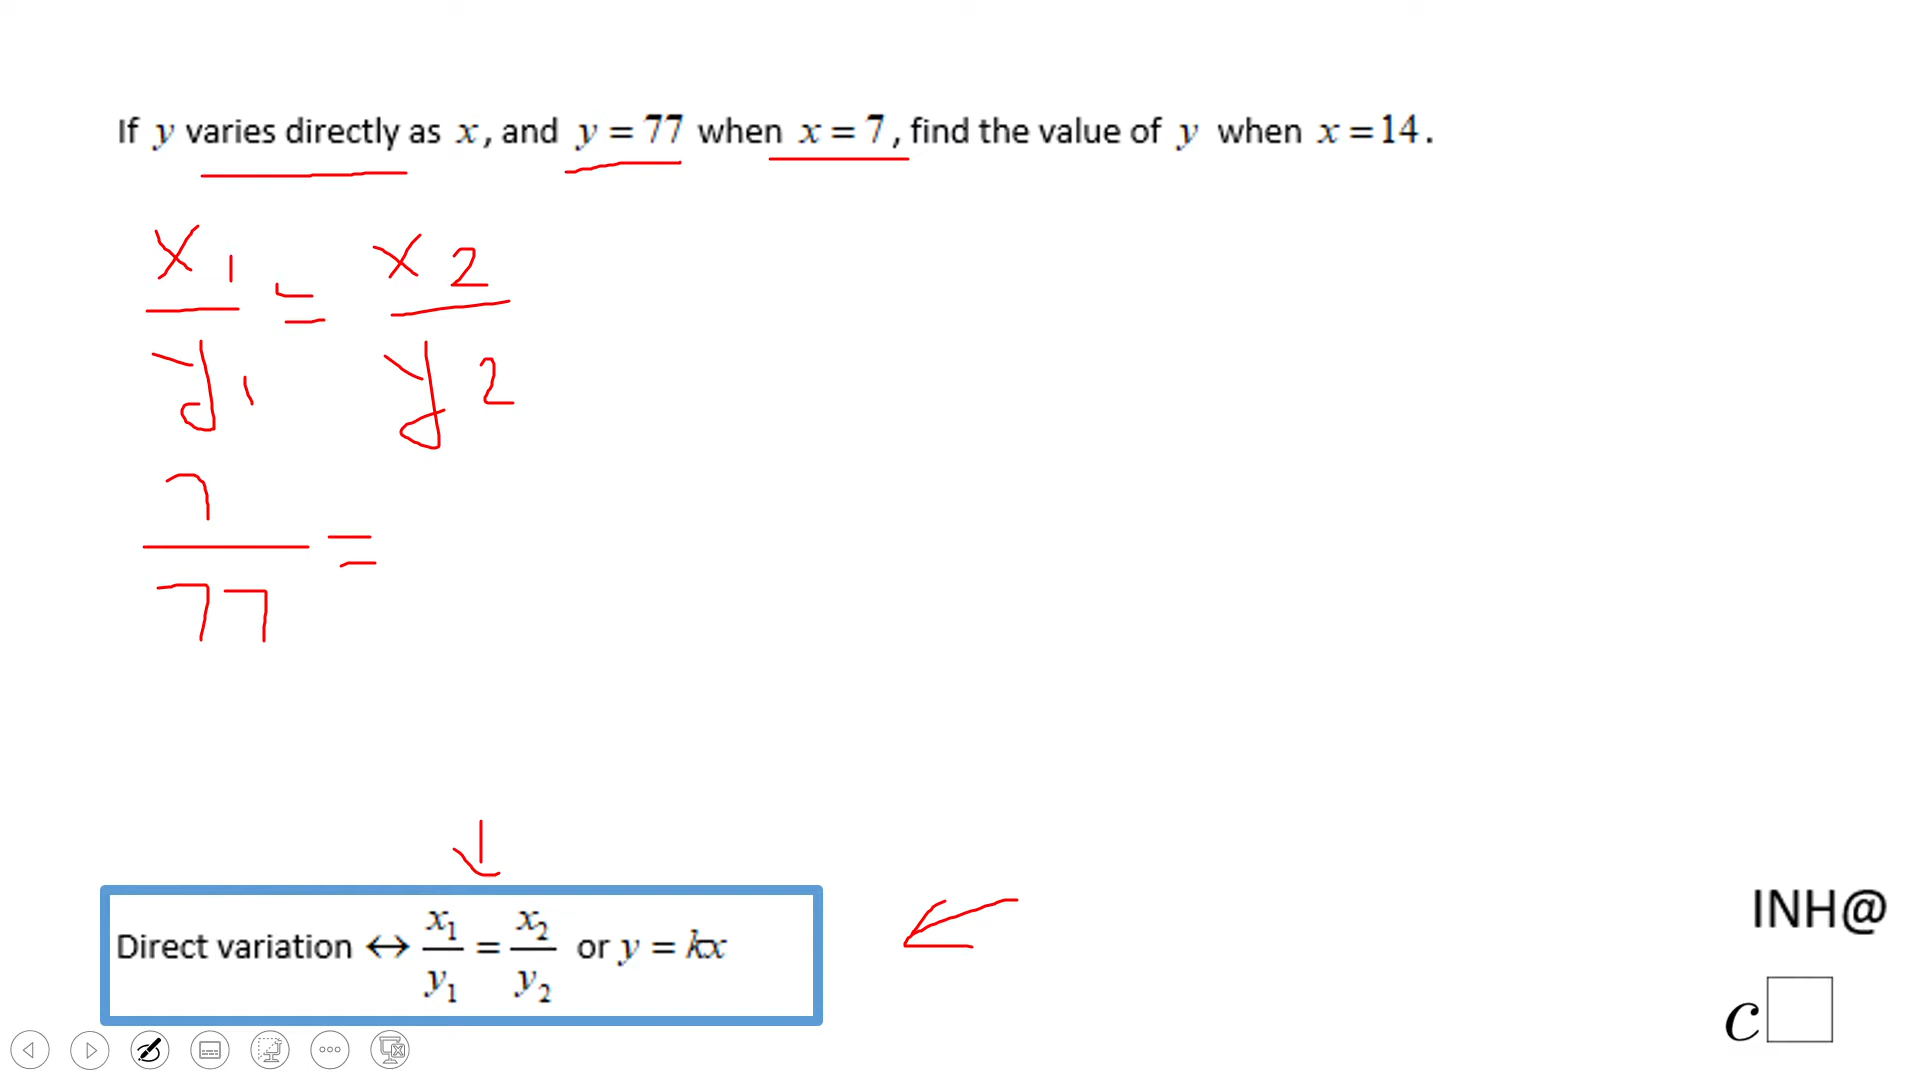 If y varies directly as x, and y = 77 when x = 7, find the value of y when x = 14.
x1/y1 = x2/y2
7/77 =
Direct variation ↔ x₁/y₁ = x₂/y₂ or y = kx
INH@
c□